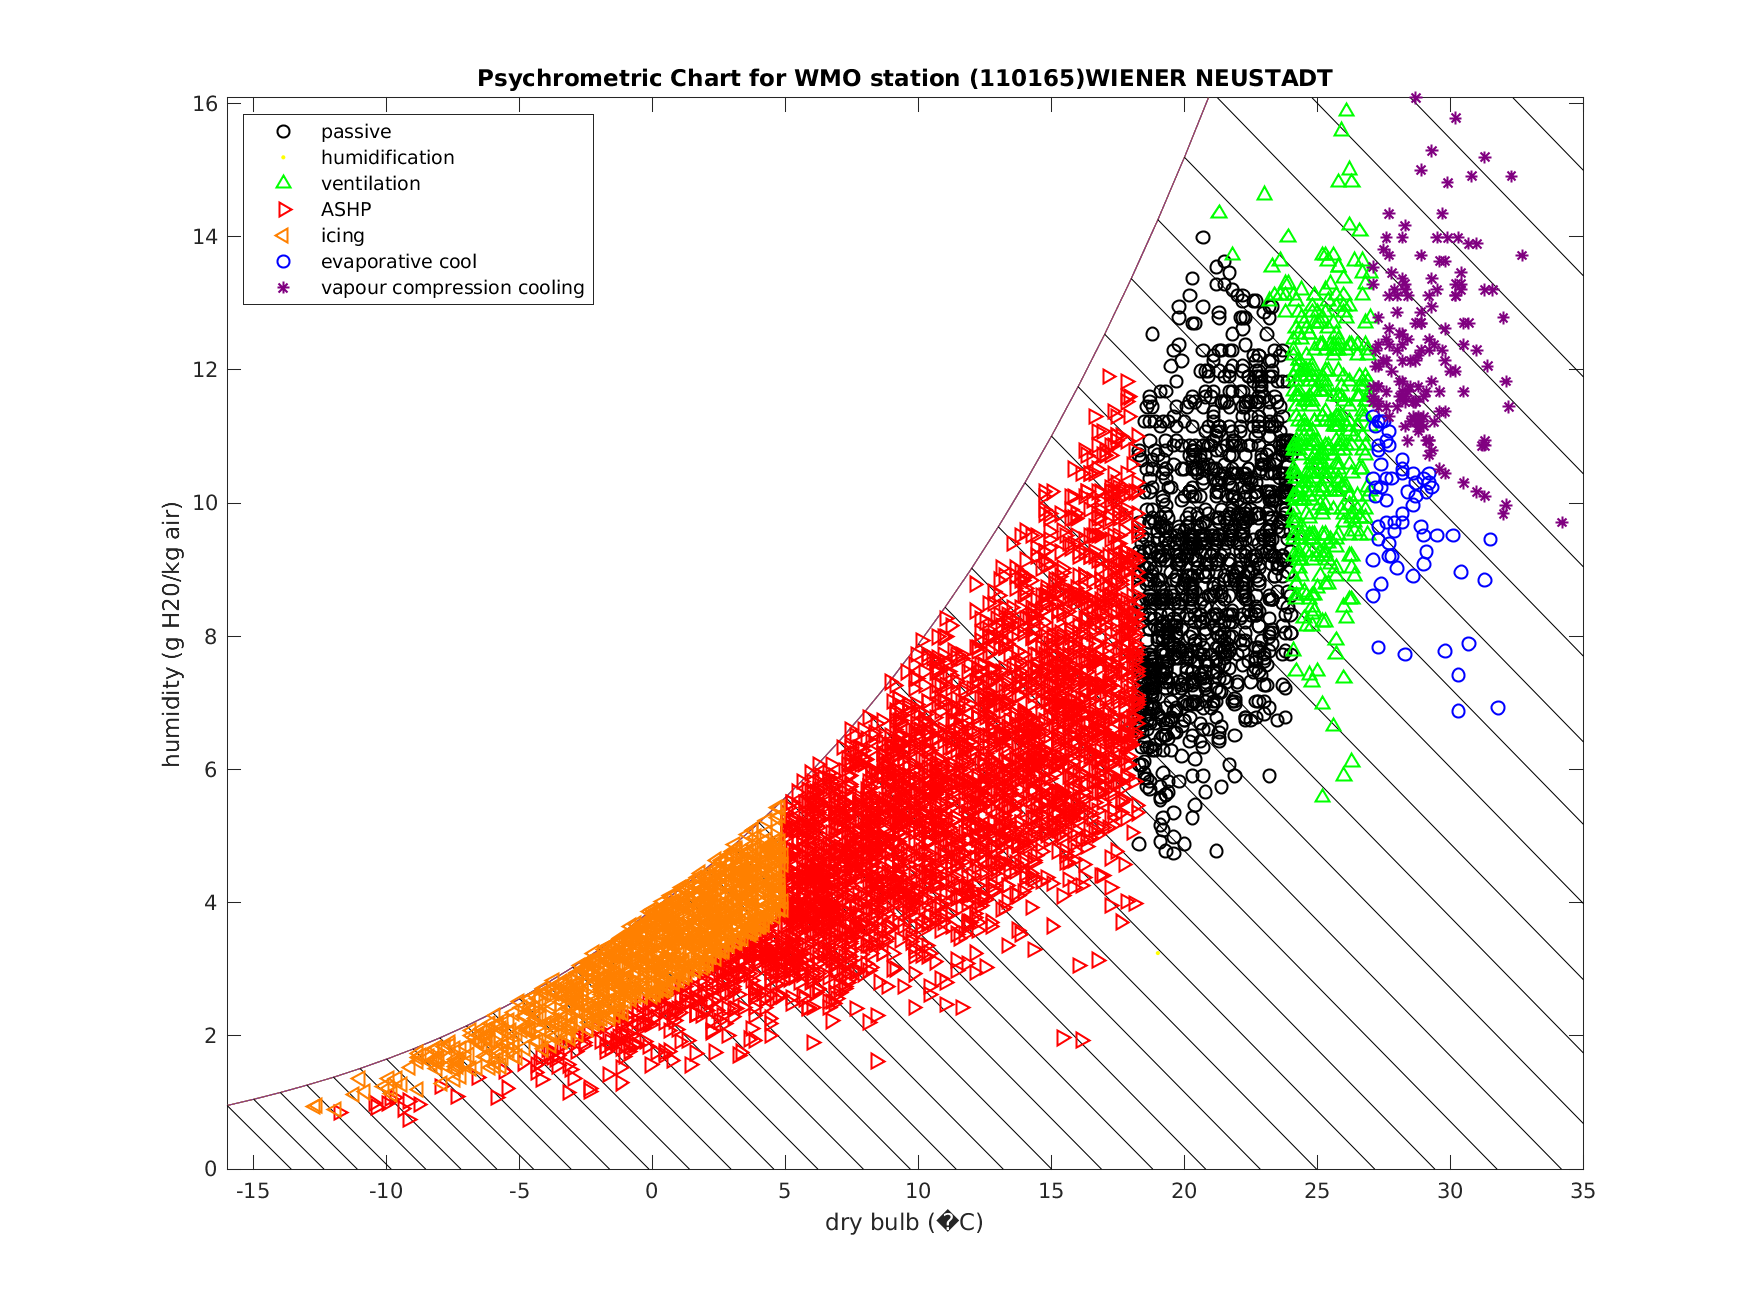 Psychrometric Chart for WMO station (110165)WIENER NEUSTADT
16
14
12
10
8
6
4
2
0
humidity (g H20/kg air)
passive
humidification
ventilation
ASHP
icing
evaporative cool
vapour compression cooling
-15 -10 -5 0 5 10 15 20 25 30 35
dry bulb (�C)